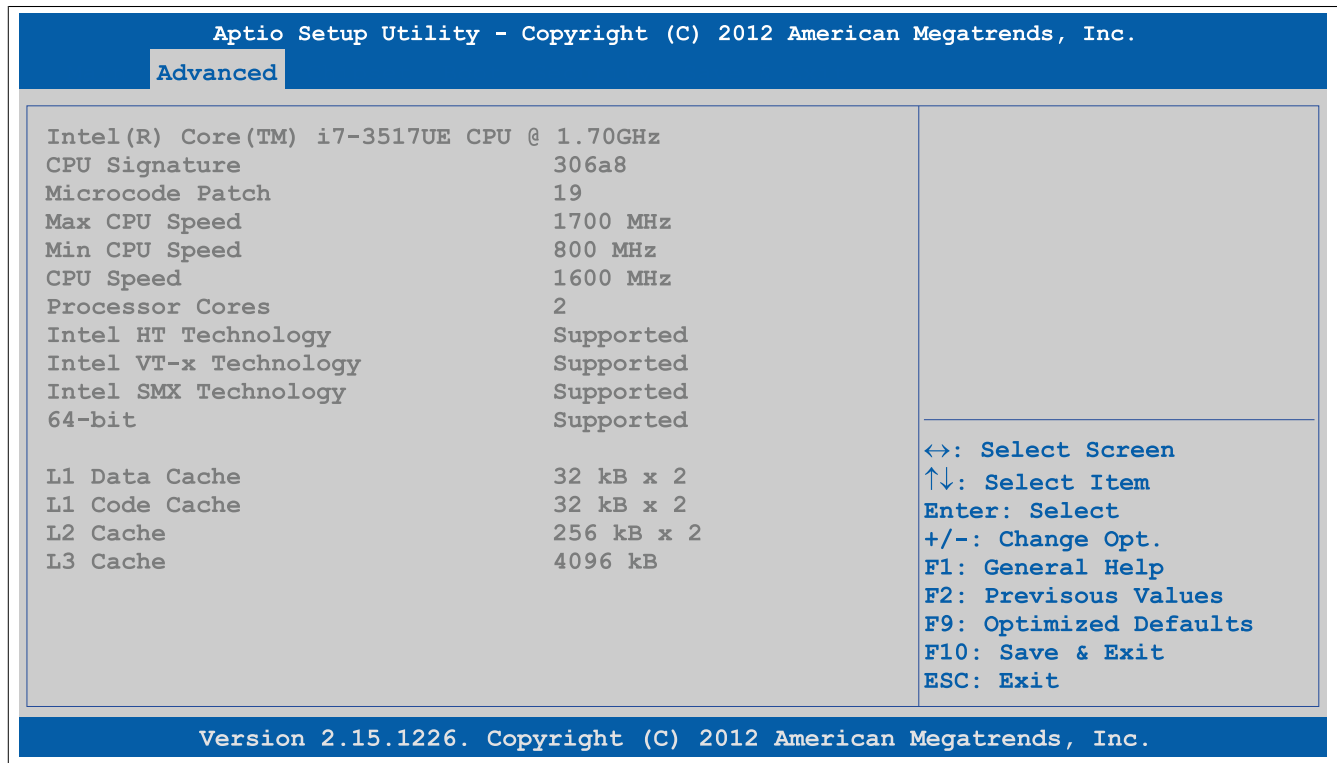 Aptio Setup Utility - Copyright (C) 2012 American Megatrends, Inc.
Advanced
Intel(R) Core(TM) i7-3517UE CPU @ 1.70GHz
CPU Signature 306a8
Microcode Patch 19
Max CPU Speed 1700 MHz
Min CPU Speed 800 MHz
CPU Speed 1600 MHz
Processor Cores 2
Intel HT Technology Supported
Intel VT-x Technology Supported
Intel SMX Technology Supported
64-bit Supported
L1 Data Cache 32 kB x 2
L1 Code Cache 32 kB x 2
L2 Cache 256 kB x 2
L3 Cache 4096 kB
↔: Select Screen
↑↓: Select Item
Enter: Select
+/-: Change Opt.
F1: General Help
F2: Previsous Values
F9: Optimized Defaults
F10: Save & Exit
ESC: Exit
Version 2.15.1226. Copyright (C) 2012 American Megatrends, Inc.